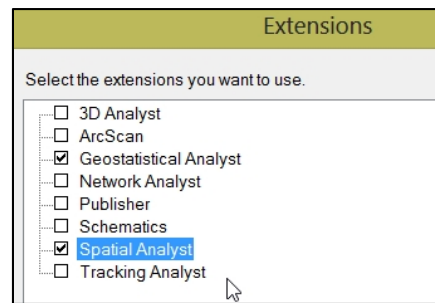 Extensions
Select the extensions you want to use.
3D Analyst
ArcScan
Geostatistical Analyst
Network Analyst
Publisher
Schematics
Spatial Analyst
Tracking Analyst